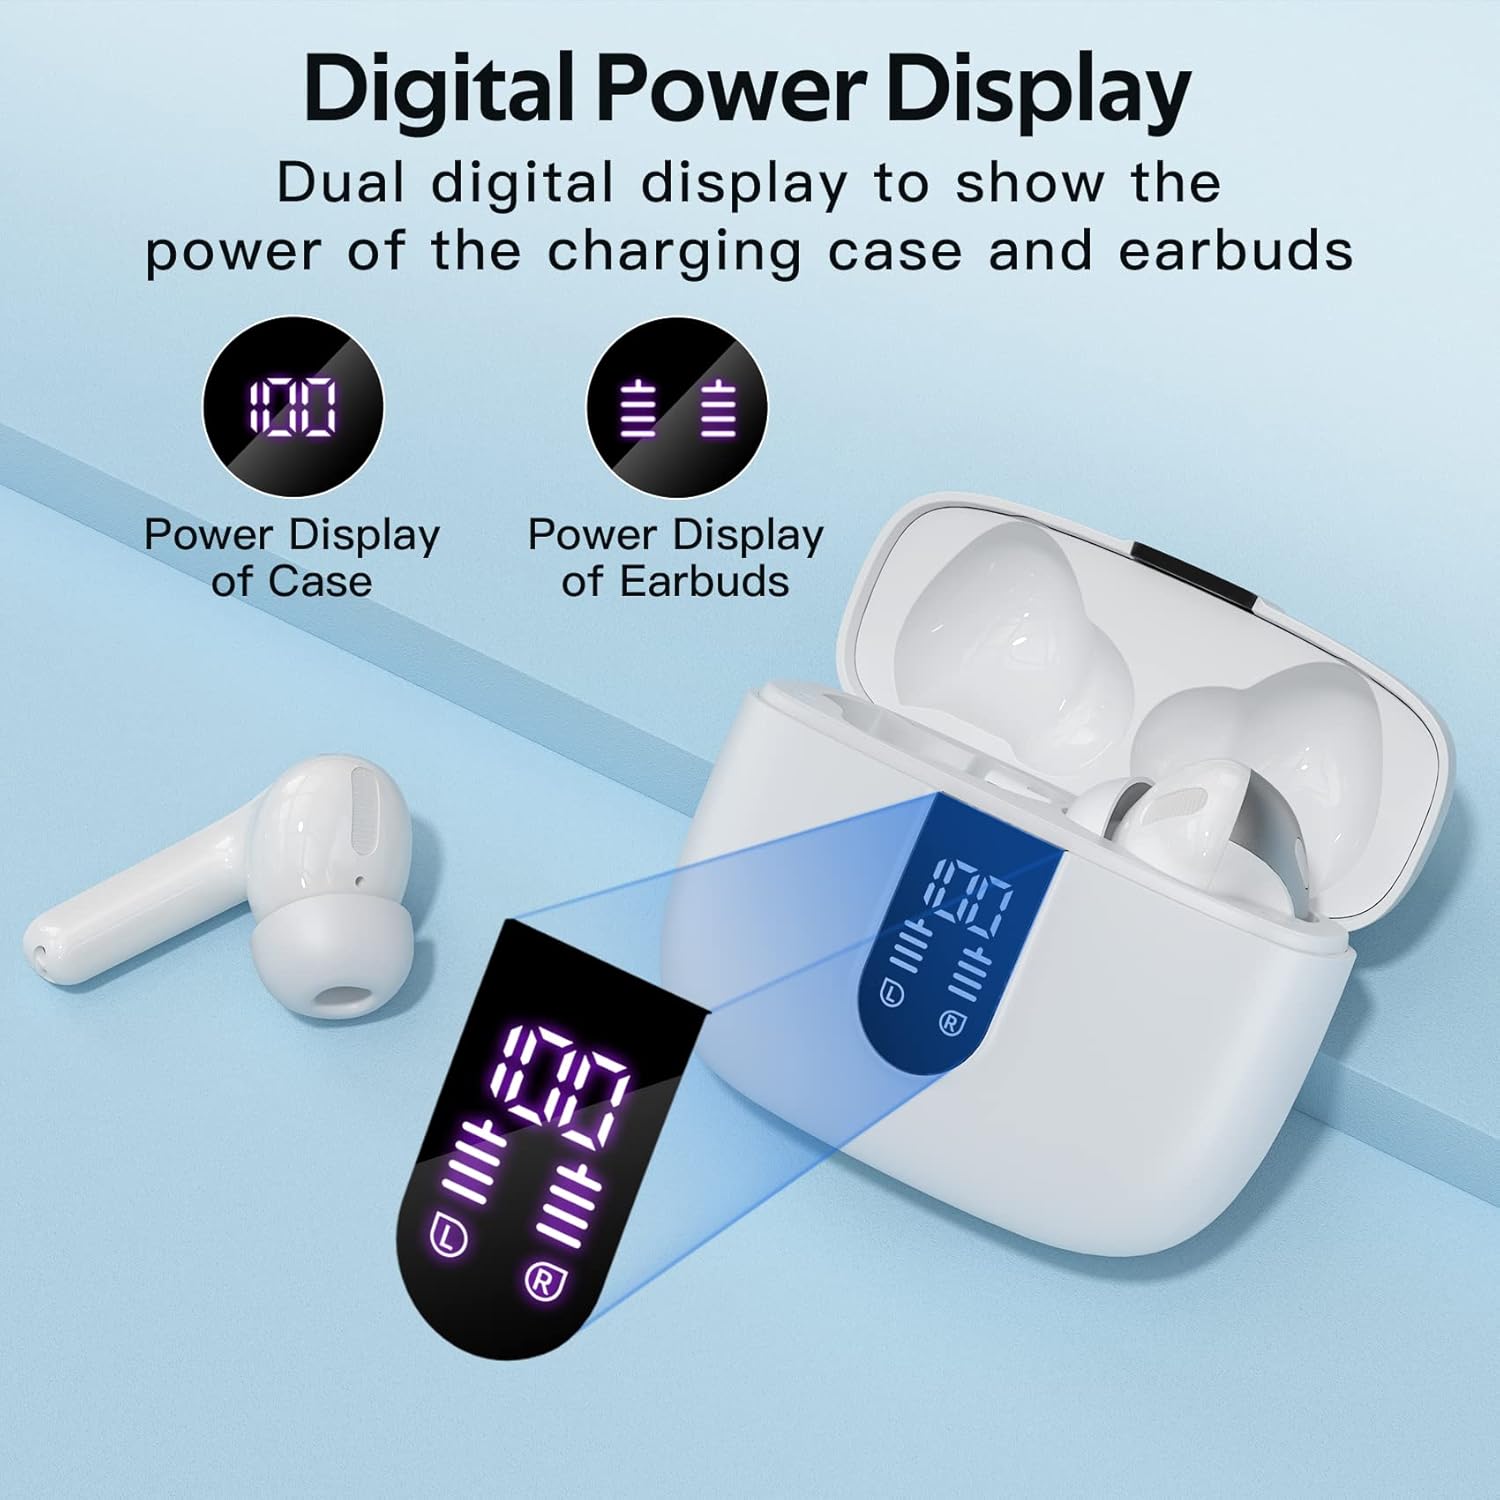 Digital Power Display
Dual digital display to show the
power of the charging case and earbuds
100
Power Display
of Case
Power Display
of Earbuds
100
L
R
100
L
R